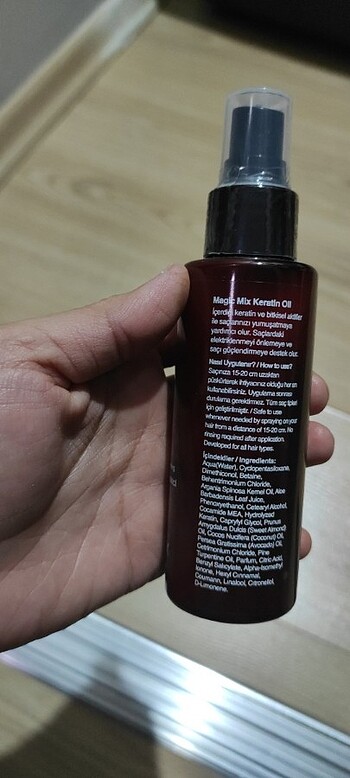 Magic Mix Keratin Oil
İçerdiği keratin ve bitkisel aktifler
ile saçlarınızı yumuşatmaya
yardımcı olur. Saçlardaki
elektriklenmeyi önlemeye ve
saçı güçlendirmeye destek olur.
Nasıl Uygulanır? / How to use?
Saçınıza 15-20 cm uzaktan
püskürterek ihtiyacınız olduğu her an
kullanabilirsiniz. Uygulama sonrası
durulama gerektirmez. Tüm saç tipleri
için geliştirilmiştir. / Safe to use
whenever needed by spraying on your
hair from a distance of 15-20 cm. No
rinsing required after application.
Developed for all hair types.
İçindekiler / Ingredients:
Aqua(Water), Cyclopentasiloxane,
Dimethiconol, Betaine,
Behentrimonium Chloride,
Argania Spinosa Kernel Oil, Aloe
Barbadensis Leaf Juice,
Phenoxyethanol, Cetearyl Alcohol,
Cocamide MEA, Hydrolyzed
Keratin, Caprylyl Glycol, Prunus
Amygdalus Dulcis (Sweet Almond)
Oil, Cocos Nucifera (Coconut) Oil,
Persea Gratissima (Avocado) Oil,
Cetrimonium Chloride, Pine
Turpentine Oil, Parfum, Citric Acid,
Benzyl Salicylate, Alpha-Isomethyl
Ionone, Hexyl Cinnamal,
Coumarin, Linalool, Citronellol,
D-Limonene.